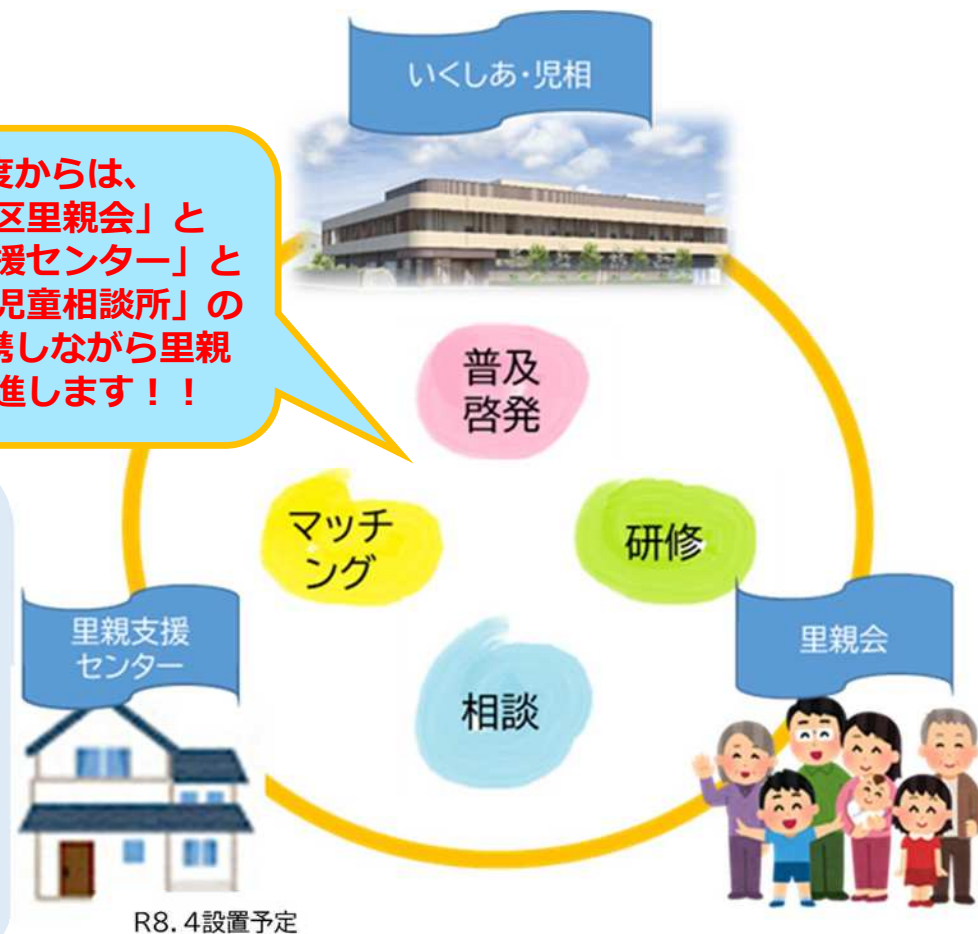 いくしあ・児相
度からは、
区里親会」と
援センター」と
児童相談所」の
携しながら里親
進します！！
普及
啓発
マッチ
ング
研修
里親支援
センター
里親会
相談
R8.4設置予定